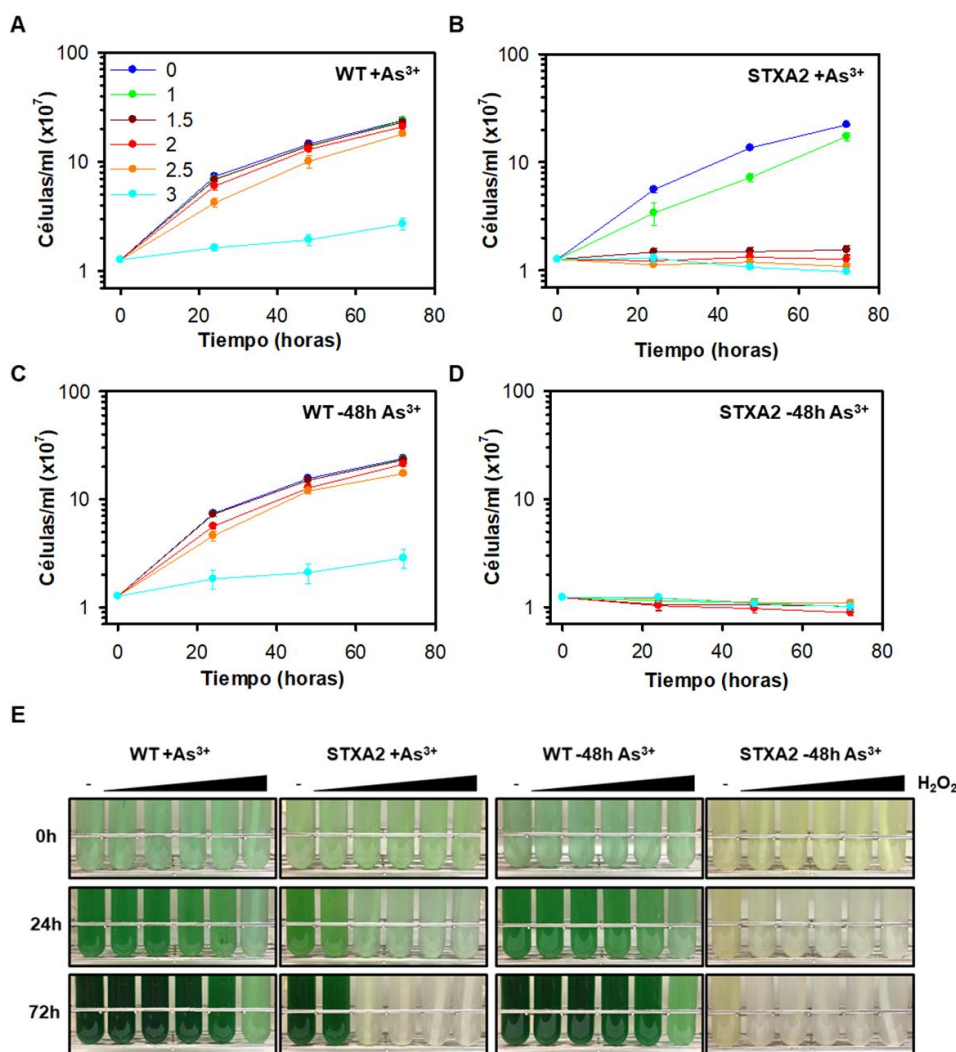 A
100
10
1
Células/ml (x10⁷)
0
1
1.5
2
2.5
3
WT +As³⁺
0 20 40 60 80
Tiempo (horas)
B
100
10
1
Células/ml (x10⁷)
STXA2 +As³⁺
0 20 40 60 80
Tiempo (horas)
C
100
10
1
Células/ml (x10⁷)
WT -48h As³⁺
0 20 40 60 80
Tiempo (horas)
D
100
10
1
Células/ml (x10⁷)
STXA2 -48h As³⁺
0 20 40 60 80
Tiempo (horas)
E
WT +As³⁺ STXA2 +As³⁺ WT -48h As³⁺ STXA2 -48h As³⁺
- - - - H₂O₂
0h
24h
72h